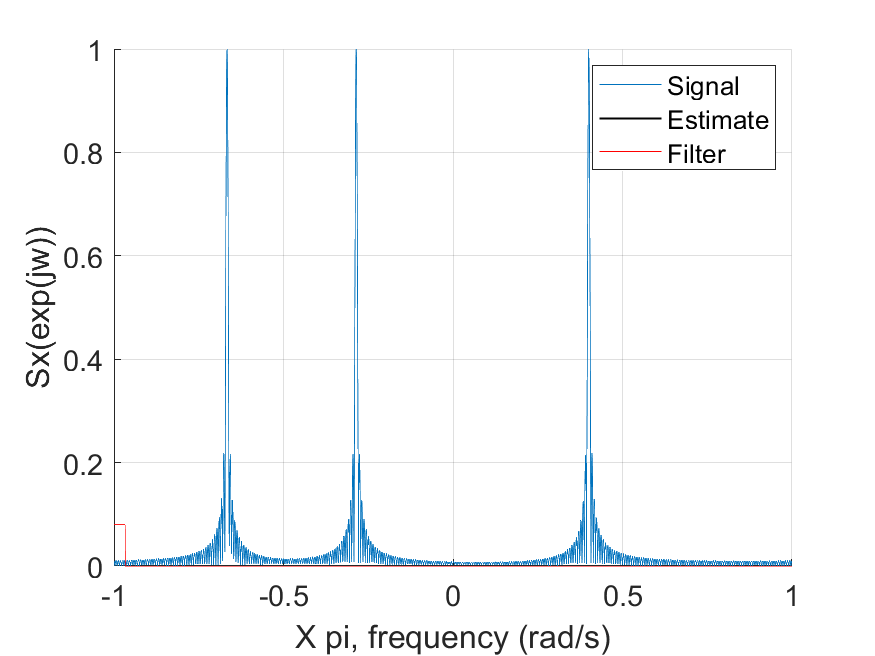 1
0.8
0.6
0.4
0.2
0
-1
-0.5
0
0.5
1
Sx(exp(jw))
X pi, frequency (rad/s)
Signal
Estimate
Filter